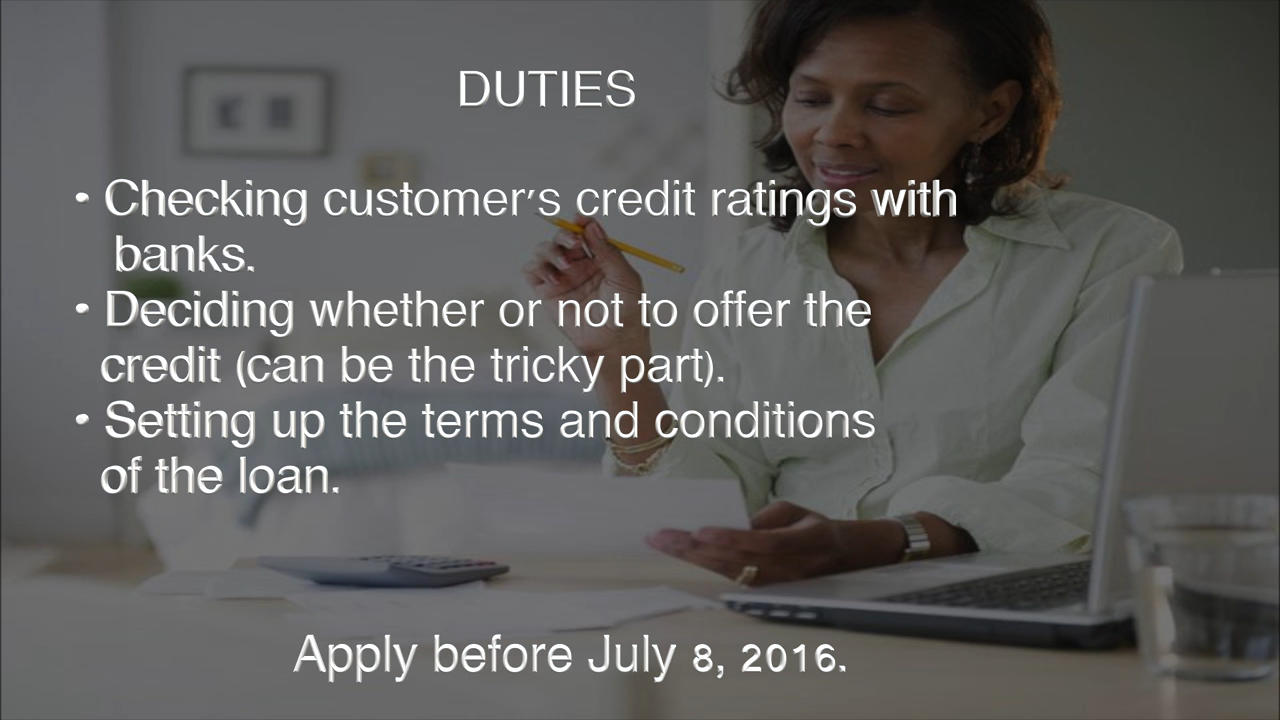 DUTIES
• Checking customer's credit ratings with
banks.
• Deciding whether or not to offer the
credit (can be the tricky part).
• Setting up the terms and conditions
of the loan.
Apply before July 8, 2016.